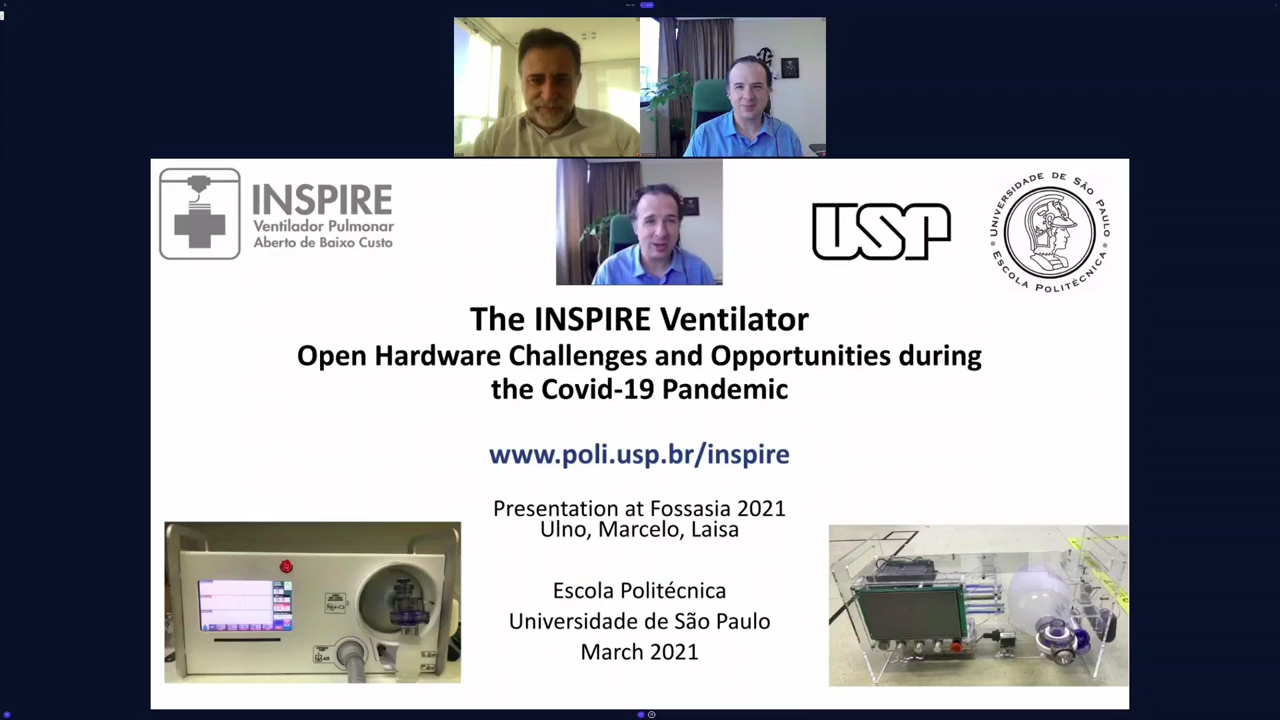 INSPIRE
Ventilador Pulmonar
Aberto de Baixo Custo
USP
UNIVERSIDADE DE SÃO PAULO
ESCOLA POLITÉCNICA
The INSPIRE Ventilator
Open Hardware Challenges and Opportunities during
the Covid-19 Pandemic
www.poli.usp.br/inspire
Presentation at Fossasia 2021
Ulno, Marcelo, Laisa
Escola Politécnica
Universidade de São Paulo
March 2021